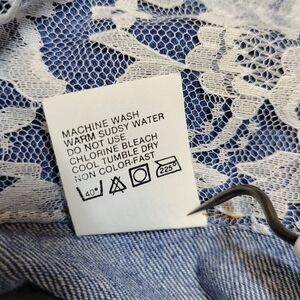 MACHINE WASH
WARM SUDSY WATER
DO NOT USE
CHLORINE BLEACH
COOL TUMBLE DRY
NON COLOR-FAST
40° 225°